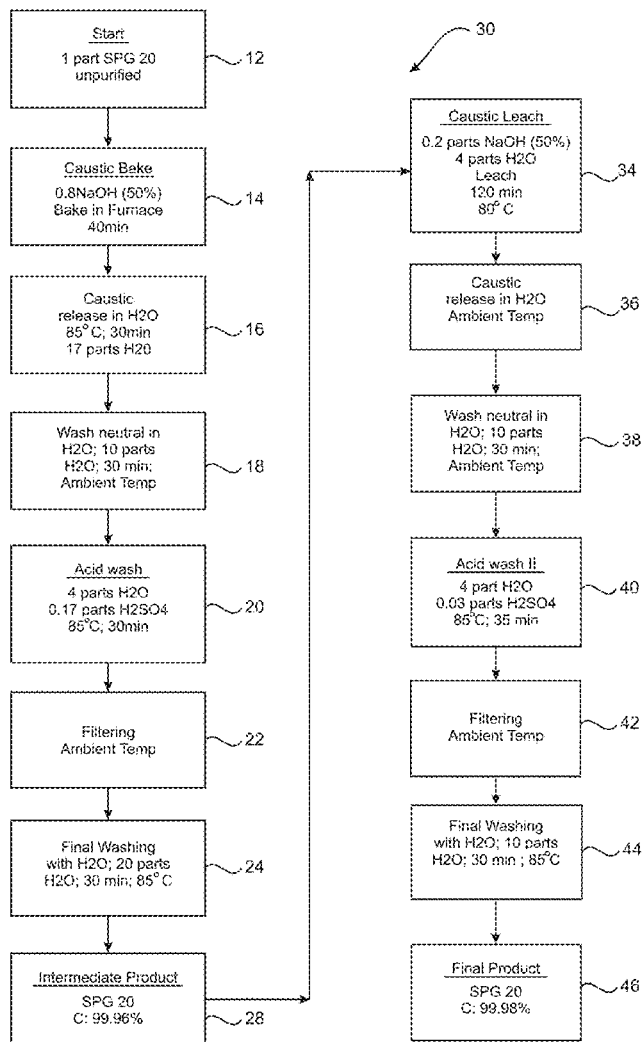 Start
1 part SPG 20
unpurified
12
Caustic Bake
0.8NaOH (50%)
Bake in Furnace
40min
14
Caustic
release in H2O
85°C; 30min
17 parts H20
16
Wash neutral in
H2O; 10 parts
H2O; 30 min;
Ambient Temp
18
Acid wash
4 parts H2O
0.17 parts H2SO4
85°C; 30min
20
Filtering
Ambient Temp
22
Final Washing
with H2O; 20 parts
H2O; 30 min; 85°C
24
Intermediate Product
SPG 20
C: 99.96%
28
30
Caustic Leach
0.2 parts NaOH (50%)
4 parts H2O
Leach
120 min
80°C
34
Caustic
release in H2O
Ambient Temp
36
Wash neutral in
H2O; 10 parts
H2O; 30 min;
Ambient Temp
38
Acid wash II
4 part H2O
0.03 parts H2SO4
85°C; 35 min
40
Filtering
Ambient Temp
42
Final Washing
with H2O; 10 parts
H2O; 30 min ; 85°C
44
Final Product
SPG 20
C: 99.98%
46